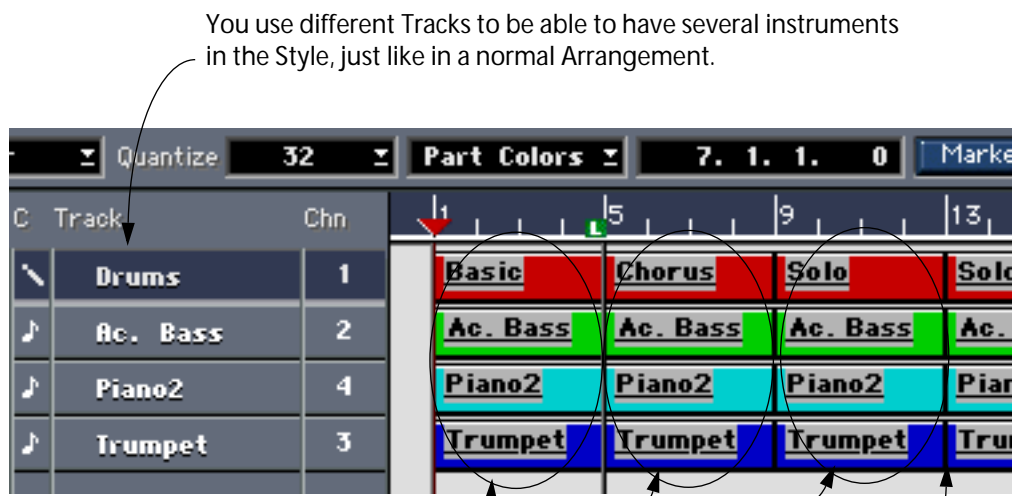 You use different Tracks to be able to have several instruments
in the Style, just like in a normal Arrangement.
Quantize 32 Part Colors 7. 1. 1. 0
C Track Chn 1 5 9 13
Drums 1 Basic Chorus Solo
L
Ac. Bass 2 Ac. Bass Ac. Bass Ac. Bass Ac.
Piano2 4 Piano2 Piano2 Piano2
Trumpet 3 Trumpet Trumpet Trumpet